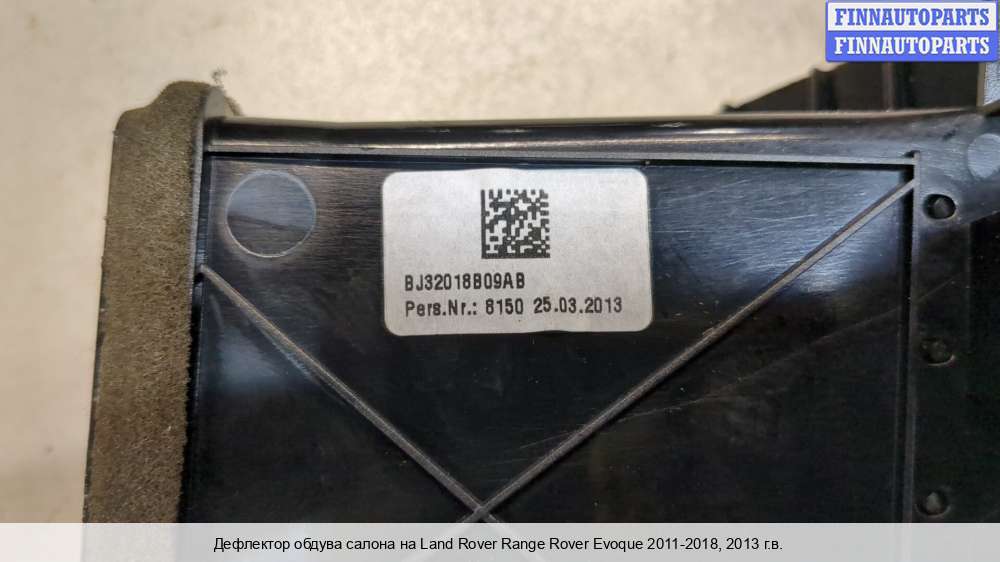 FINNAUTOPARTS
FINNAUTOPARTS
BJ32018B09AB
Pers.Nr.: 8150 25.03.2013
Дефлектор обдува салона на Land Rover Range Rover Evoque 2011-2018, 2013 г.в.